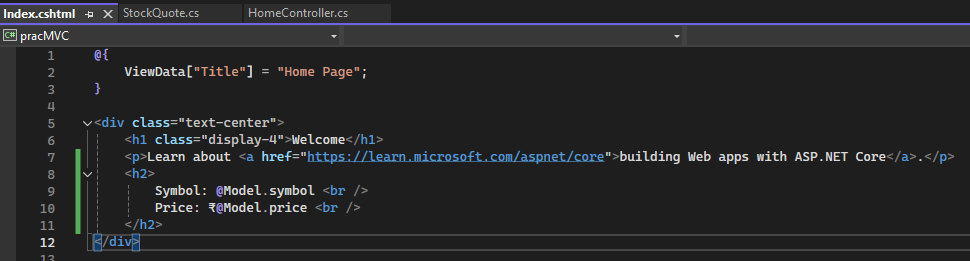 Index.cshtml StockQuote.cs HomeController.cs
C# pracMVC
1 @{
2 ViewData["Title"] = "Home Page";
3 }
4
5 <div class="text-center">
6 <h1 class="display-4">Welcome</h1>
7 <p>Learn about <a href="https://learn.microsoft.com/aspnet/core">building Web apps with ASP.NET Core</a>.</p>
8 <h2>
9 Symbol: @Model.symbol <br />
10 Price: ₹@Model.price <br />
11 </h2>
12 </div>
13